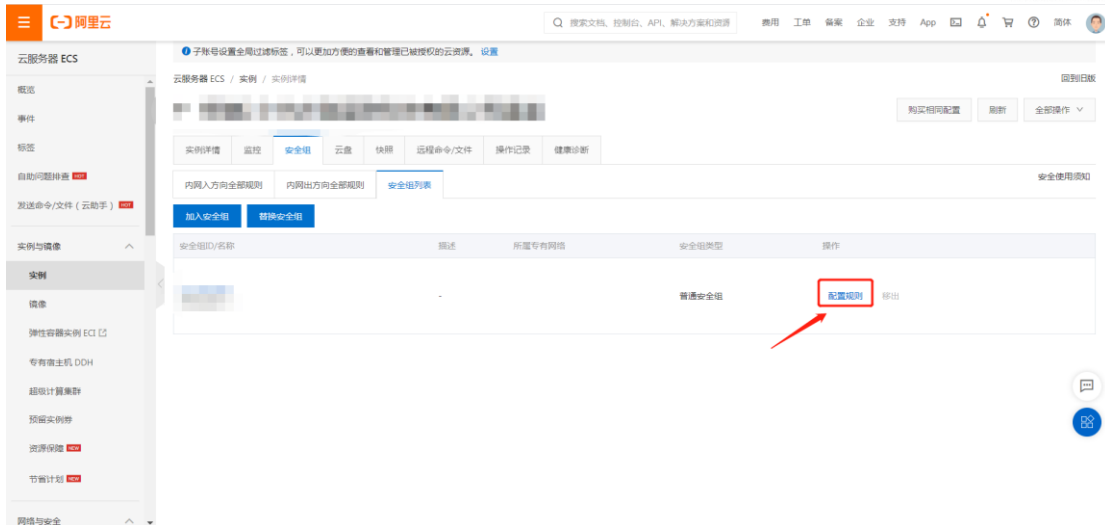 阿里云
搜索文档、控制台、API、解决方案和资源
费用 工单 备案 企业 支持 App 简体
云服务器 ECS
概览
事件
标签
自助问题排查 HOT
发送命令/文件（云助手） HOT
实例与镜像
实例
镜像
弹性容器实例 ECI
专有宿主机 DDH
超级计算集群
预留实例券
资源保障 NEW
节省计划 NEW
网络与安全
子账号设置全局过滤标签，可以更加方便的查看和管理已被授权的云资源。 设置
云服务器 ECS / 实例 / 实例详情
回到旧版
购买相同配置 刷新 全部操作
实例详情 监控 安全组 云盘 快照 远程命令/文件 操作记录 健康诊断
内网入方向全部规则 内网出方向全部规则 安全组列表
安全使用须知
加入安全组 替换安全组
安全组ID/名称 描述 所属专有网络 安全组类型 操作
- 普通安全组 配置规则 移出